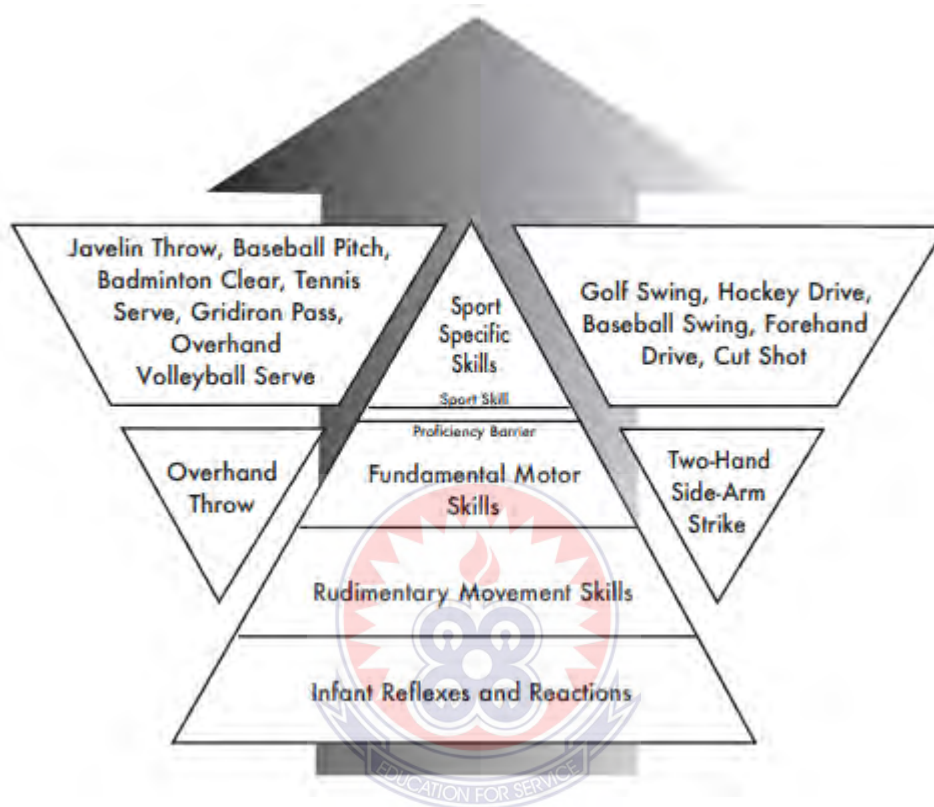 Javelin Throw, Baseball Pitch,
Badminton Clear, Tennis
Serve, Gridiron Pass,
Overhand
Volleyball Serve
Golf Swing, Hockey Drive,
Baseball Swing, Forehand
Drive, Cut Shot
Sport
Specific
Skills
Sport Skill
Proficiency Barrier
Overhand
Throw
Fundamental Motor
Skills
Two-Hand
Side-Arm
Strike
Rudimentary Movement Skills
Infant Reflexes and Reactions
EDUCATION FOR SERVICE